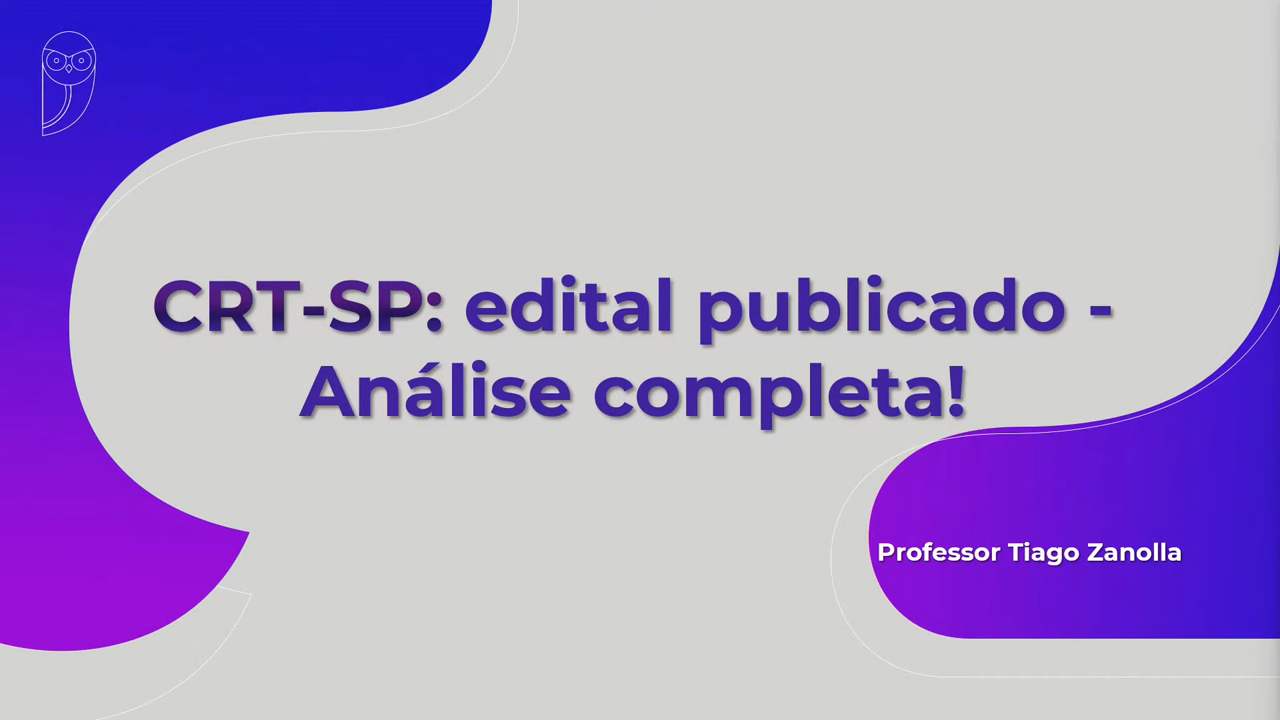 CRT-SP: edital publicado -
Análise completa!
Professor Tiago Zanolla